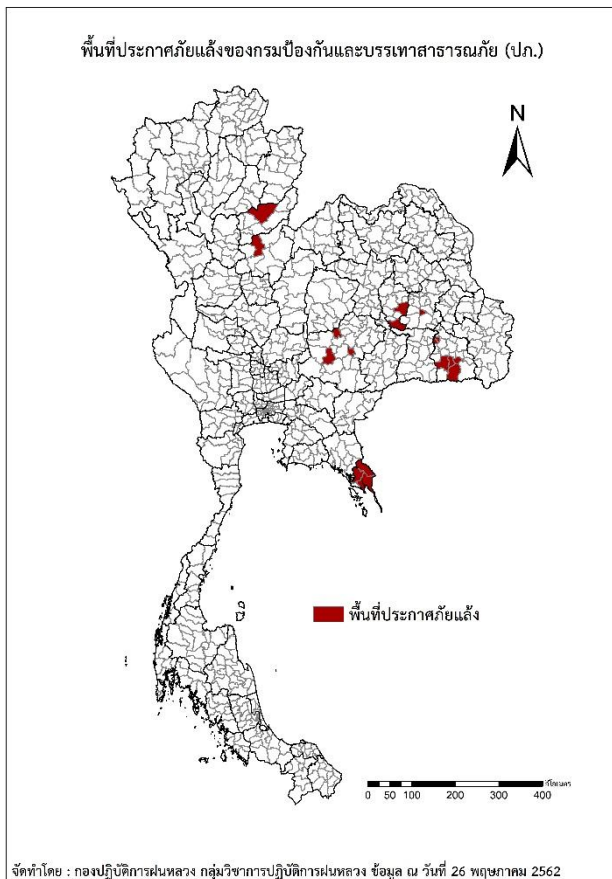 พื้นที่ประกาศภัยแล้งของกรมป้องกันและบรรเทาสาธารณภัย (ปภ.)
N
พื้นที่ประกาศภัยแล้ง
กิโลเมตร
0 50 100 200 300 400
จัดทำโดย : กองปฏิบัติการฝนหลวง กลุ่มวิชาการปฏิบัติการฝนหลวง ข้อมูล ณ วันที่ 26 พฤษภาคม 2562